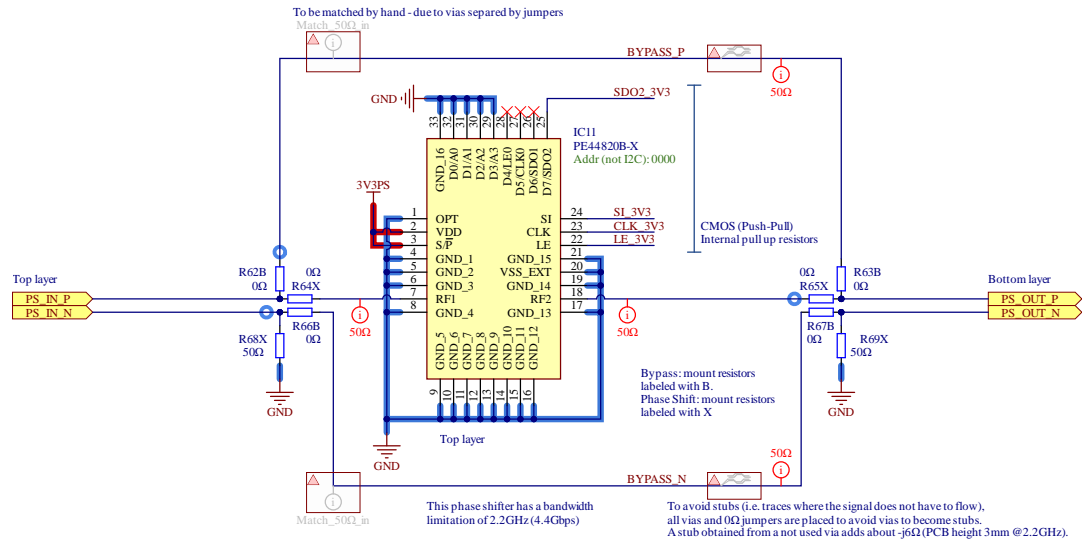 To be matched by hand - due to vias separed by jumpers
Match_50Ω_in
BYPASS_P
50Ω
GND
SDO2_3V3
33
32
31
30
29
28
27
26
25
GND_16
D0/A0
D1/A1
D2/A2
D3/A3
D4/LE0
D5/CLK0
D6/SDO1
D7/SDO2
IC11
PE44820B-X
Addr (not I2C): 0000
3V3PS
1 OPT
2 VDD
3 S/P
4 GND_1
5 GND_2
6 GND_3
7 RF1
8 GND_4
SI 24 SI_3V3
CLK 23 CLK_3V3
LE 22 LE_3V3
GND_15 21
VSS_EXT 20
GND_14 19
RF2 18
GND_13 17
CMOS (Push-Pull)
Internal pull up resistors
Top layer
PS_IN_P
PS_IN_N
R62B
0Ω
0Ω
R64X
R66B
0Ω
R68X
50Ω
GND
50Ω
50Ω
0Ω
R65X
R63B
0Ω
R67B
0Ω
R69X
50Ω
GND
Bottom layer
PS_OUT_P
PS_OUT_N
GND_5
GND_6
GND_7
GND_8
GND_9
GND_10
GND_11
GND_12
9
10
11
12
13
14
15
16
Bypass: mount resistors
labeled with B.
Phase Shift: mount resistors
labeled with X
Top layer
GND
BYPASS_N
50Ω
Match_50Ω_in
This phase shifter has a bandwidth
limitation of 2.2GHz (4.4Gbps)
To avoid stubs (i.e. traces where the signal does not have to flow),
all vias and 0Ω jumpers are placed to avoid vias to become stubs.
A stub obtained from a not used via adds about -j6Ω (PCB height 3mm @2.2GHz).